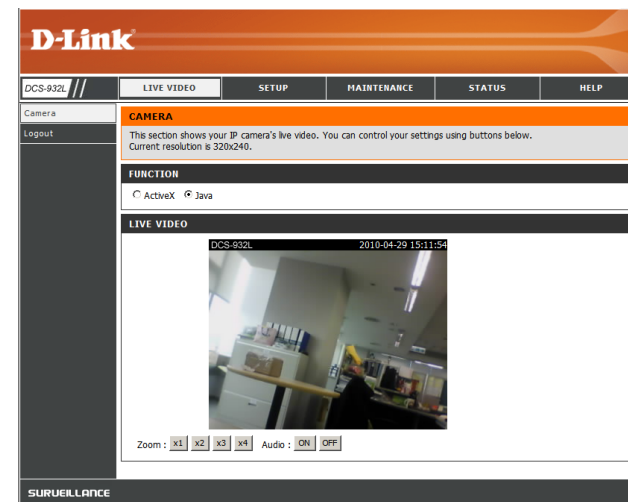 D-Link
DCS-932L // LIVE VIDEO SETUP MAINTENANCE STATUS HELP
Camera
Logout
CAMERA
This section shows your IP camera's live video. You can control your settings using buttons below.
Current resolution is 320x240.
FUNCTION
ActiveX Java
LIVE VIDEO
DCS-932L 2010-04-29 15:11:54
Zoom : x1 x2 x3 x4 Audio : ON OFF
SURVEILLANCE